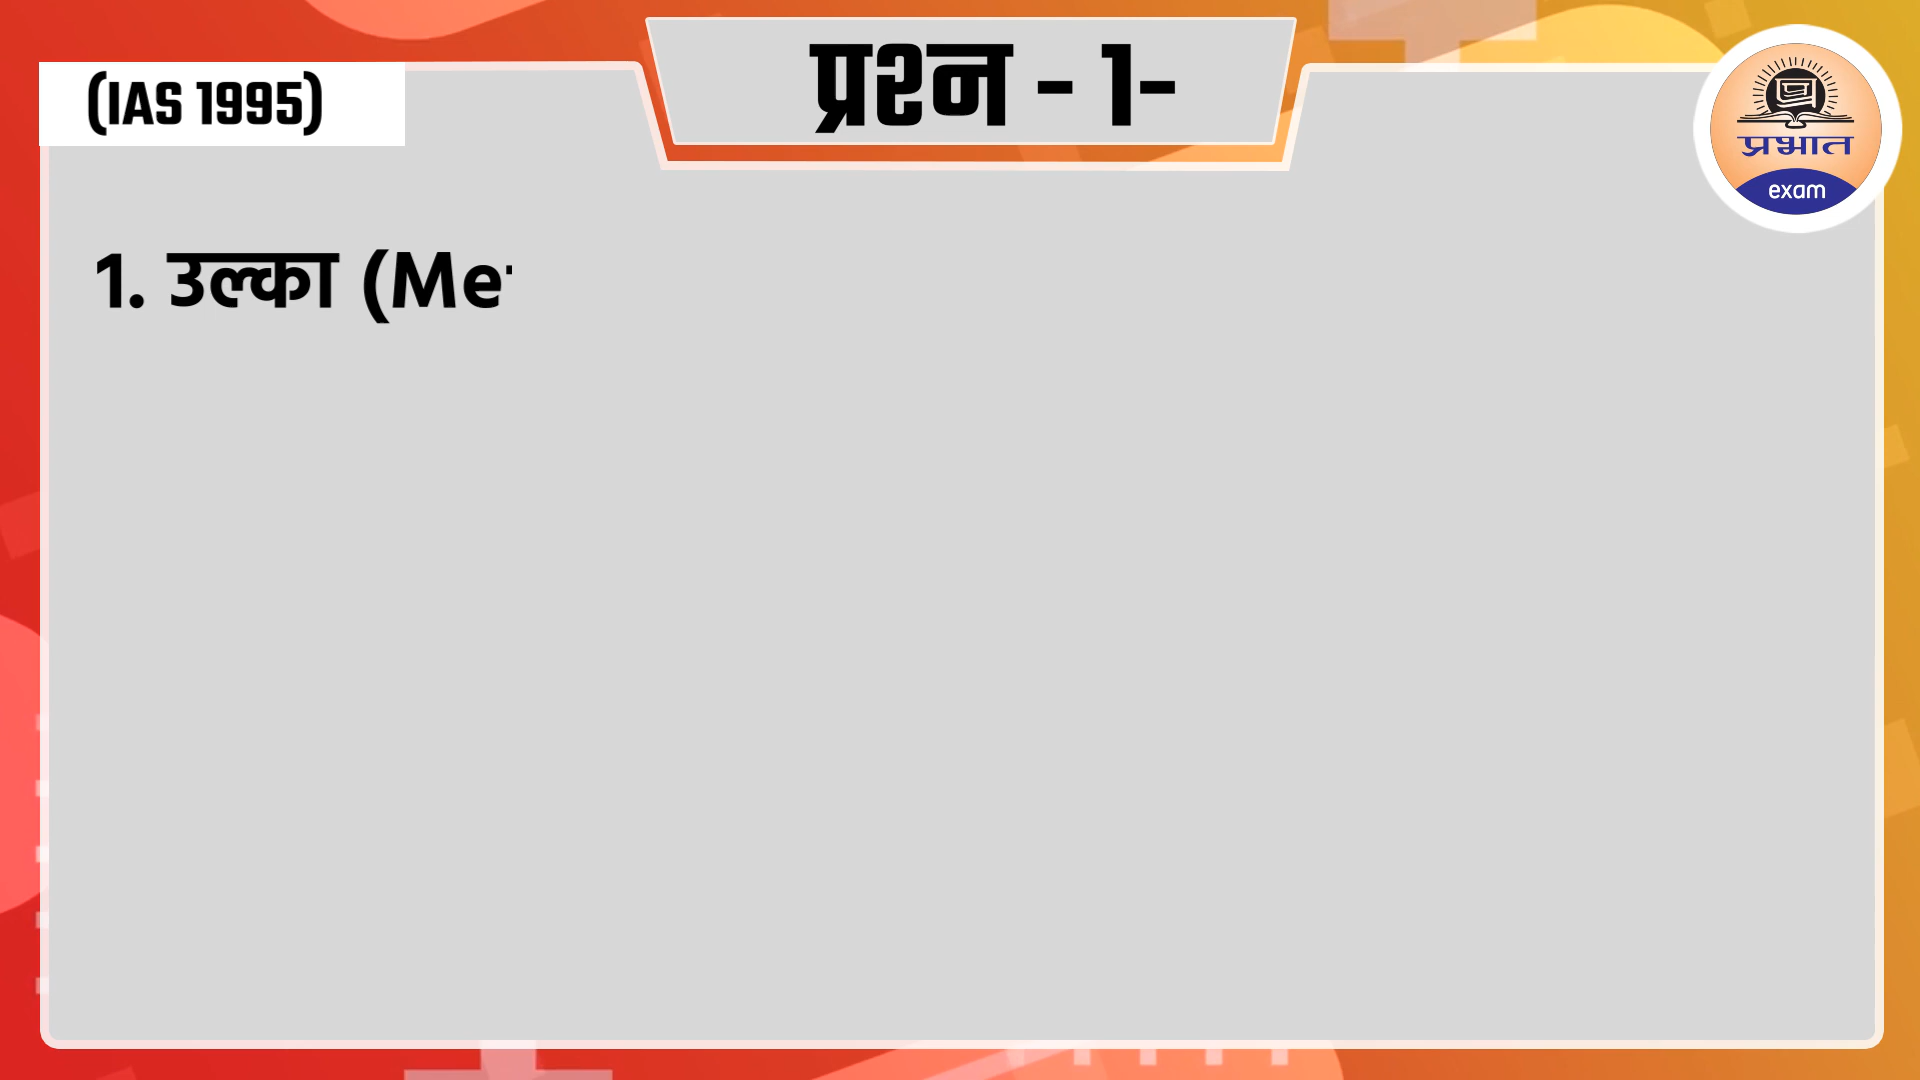 प्रश्न - 1-
(IAS 1995)
प्रभात
exam
1. उल्का (Me